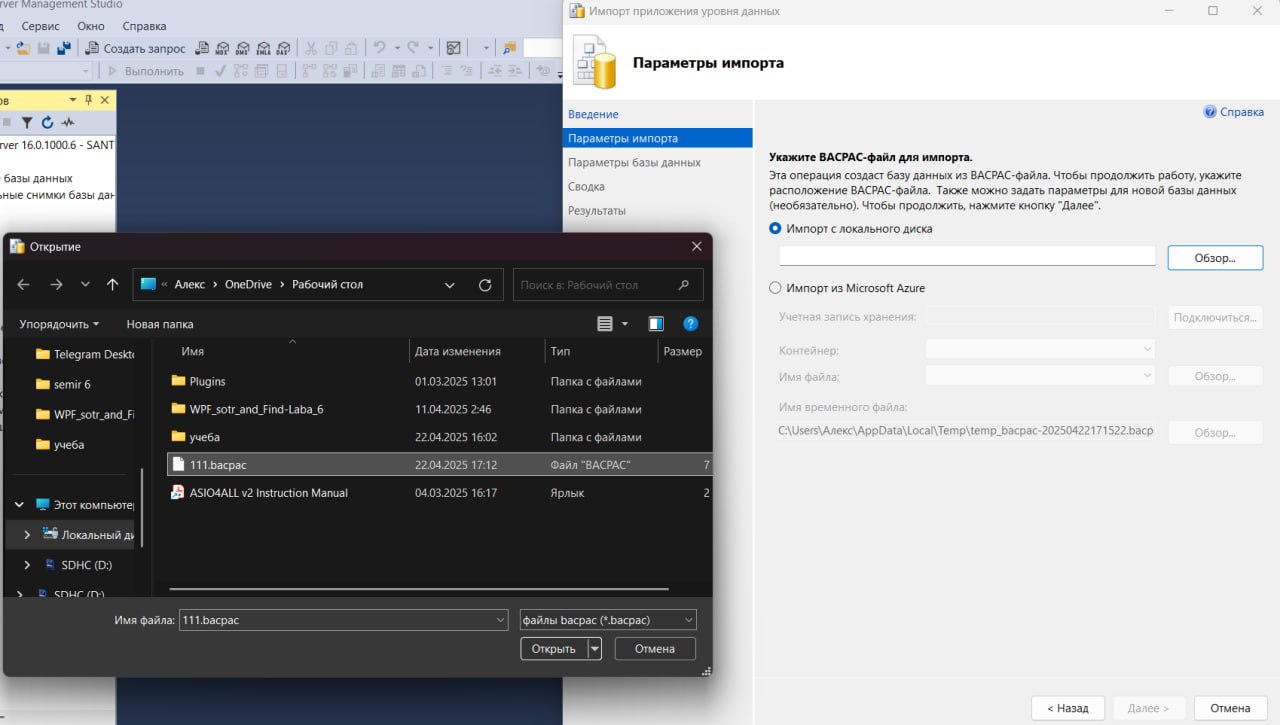 erver Management Studio
Сервис Окно Справка
Создать запрос
MDX DMX XMLA DAX
Выполнить
ов
erver 16.0.1000.6 - SANT
е базы данных
ьные снимки базы дан
Импорт приложения уровня данных
Параметры импорта
Введение
Параметры импорта
Параметры базы данных
Сводка
Результаты
Справка
Укажите BACPAC-файл для импорта.
Эта операция создаст базу данных из BACPAC-файла. Чтобы продолжить работу, укажите
расположение BACPAC-файла. Также можно задать параметры для новой базы данных
(необязательно). Чтобы продолжить, нажмите кнопку "Далее".
Импорт с локального диска
Обзор...
Импорт из Microsoft Azure
Учетная запись хранения:
Подключиться...
Контейнер:
Имя файла:
Обзор...
Имя временного файла:
C:\Users\Алекс\AppData\Local\Temp\temp_bacpac-20250422171522.bacp
Обзор...
< Назад
Далее >
Отмена
Открытие
« Алекс > OneDrive > Рабочий стол
Поиск в: Рабочий стол
Упорядочить
Новая папка
Имя Дата изменения Тип Размер
Telegram Deskto
semir 6
WPF_sotr_and_Fi
учеба
Этот компьютер
Локальный ди
SDHC (D:)
SDHC (D:)
Plugins 01.03.2025 13:01 Папка с файлами
WPF_sotr_and_Find-Laba_6 11.04.2025 2:46 Папка с файлами
учеба 22.04.2025 16:02 Папка с файлами
111.bacpac 22.04.2025 17:12 Файл "BACPAC" 7
ASIO4ALL v2 Instruction Manual 04.03.2025 16:17 Ярлык 2
Имя файла: 111.bacpac
файлы bacpac (*.bacpac)
Открыть
Отмена